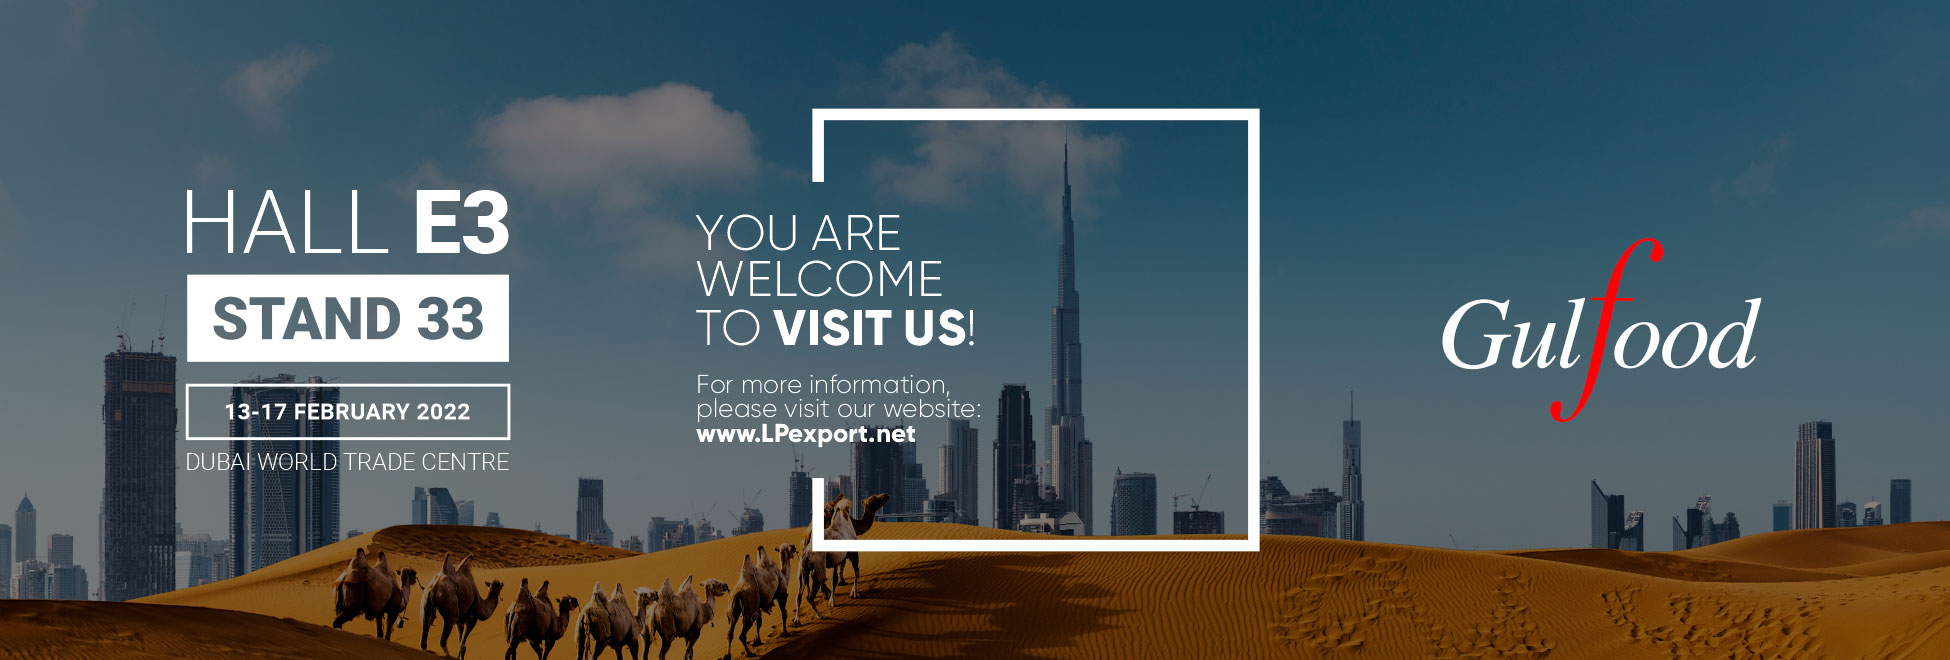 HALL E3
STAND 33
13-17 FEBRUARY 2022
DUBAI WORLD TRADE CENTRE
YOU ARE
WELCOME
TO VISIT US!
For more information,
please visit our website:
www.LPexport.net
Gulfood